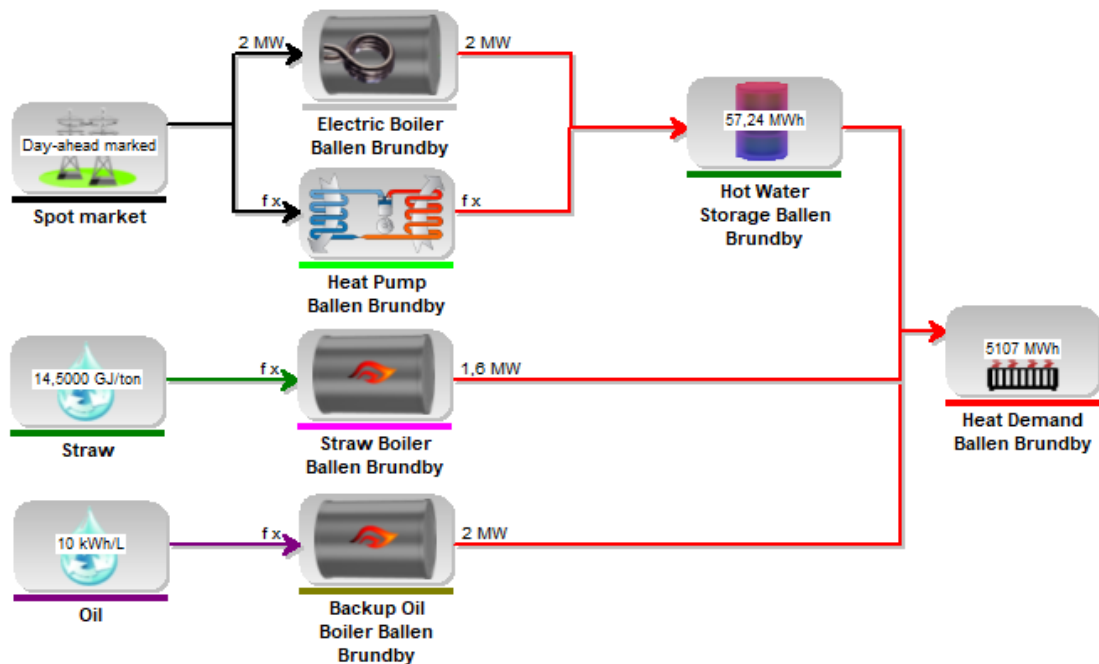 2 MW
2 MW
Day-ahead marked
Spot market
Electric Boiler
Ballen Brundby
57,24 MWh
Hot Water
Storage Ballen
Brundby
f x
f x
Heat Pump
Ballen Brundby
14,5000 GJ/ton
Straw
f x
1,6 MW
Straw Boiler
Ballen Brundby
5107 MWh
Heat Demand
Ballen Brundby
10 kWh/L
Oil
f x
2 MW
Backup Oil
Boiler Ballen
Brundby